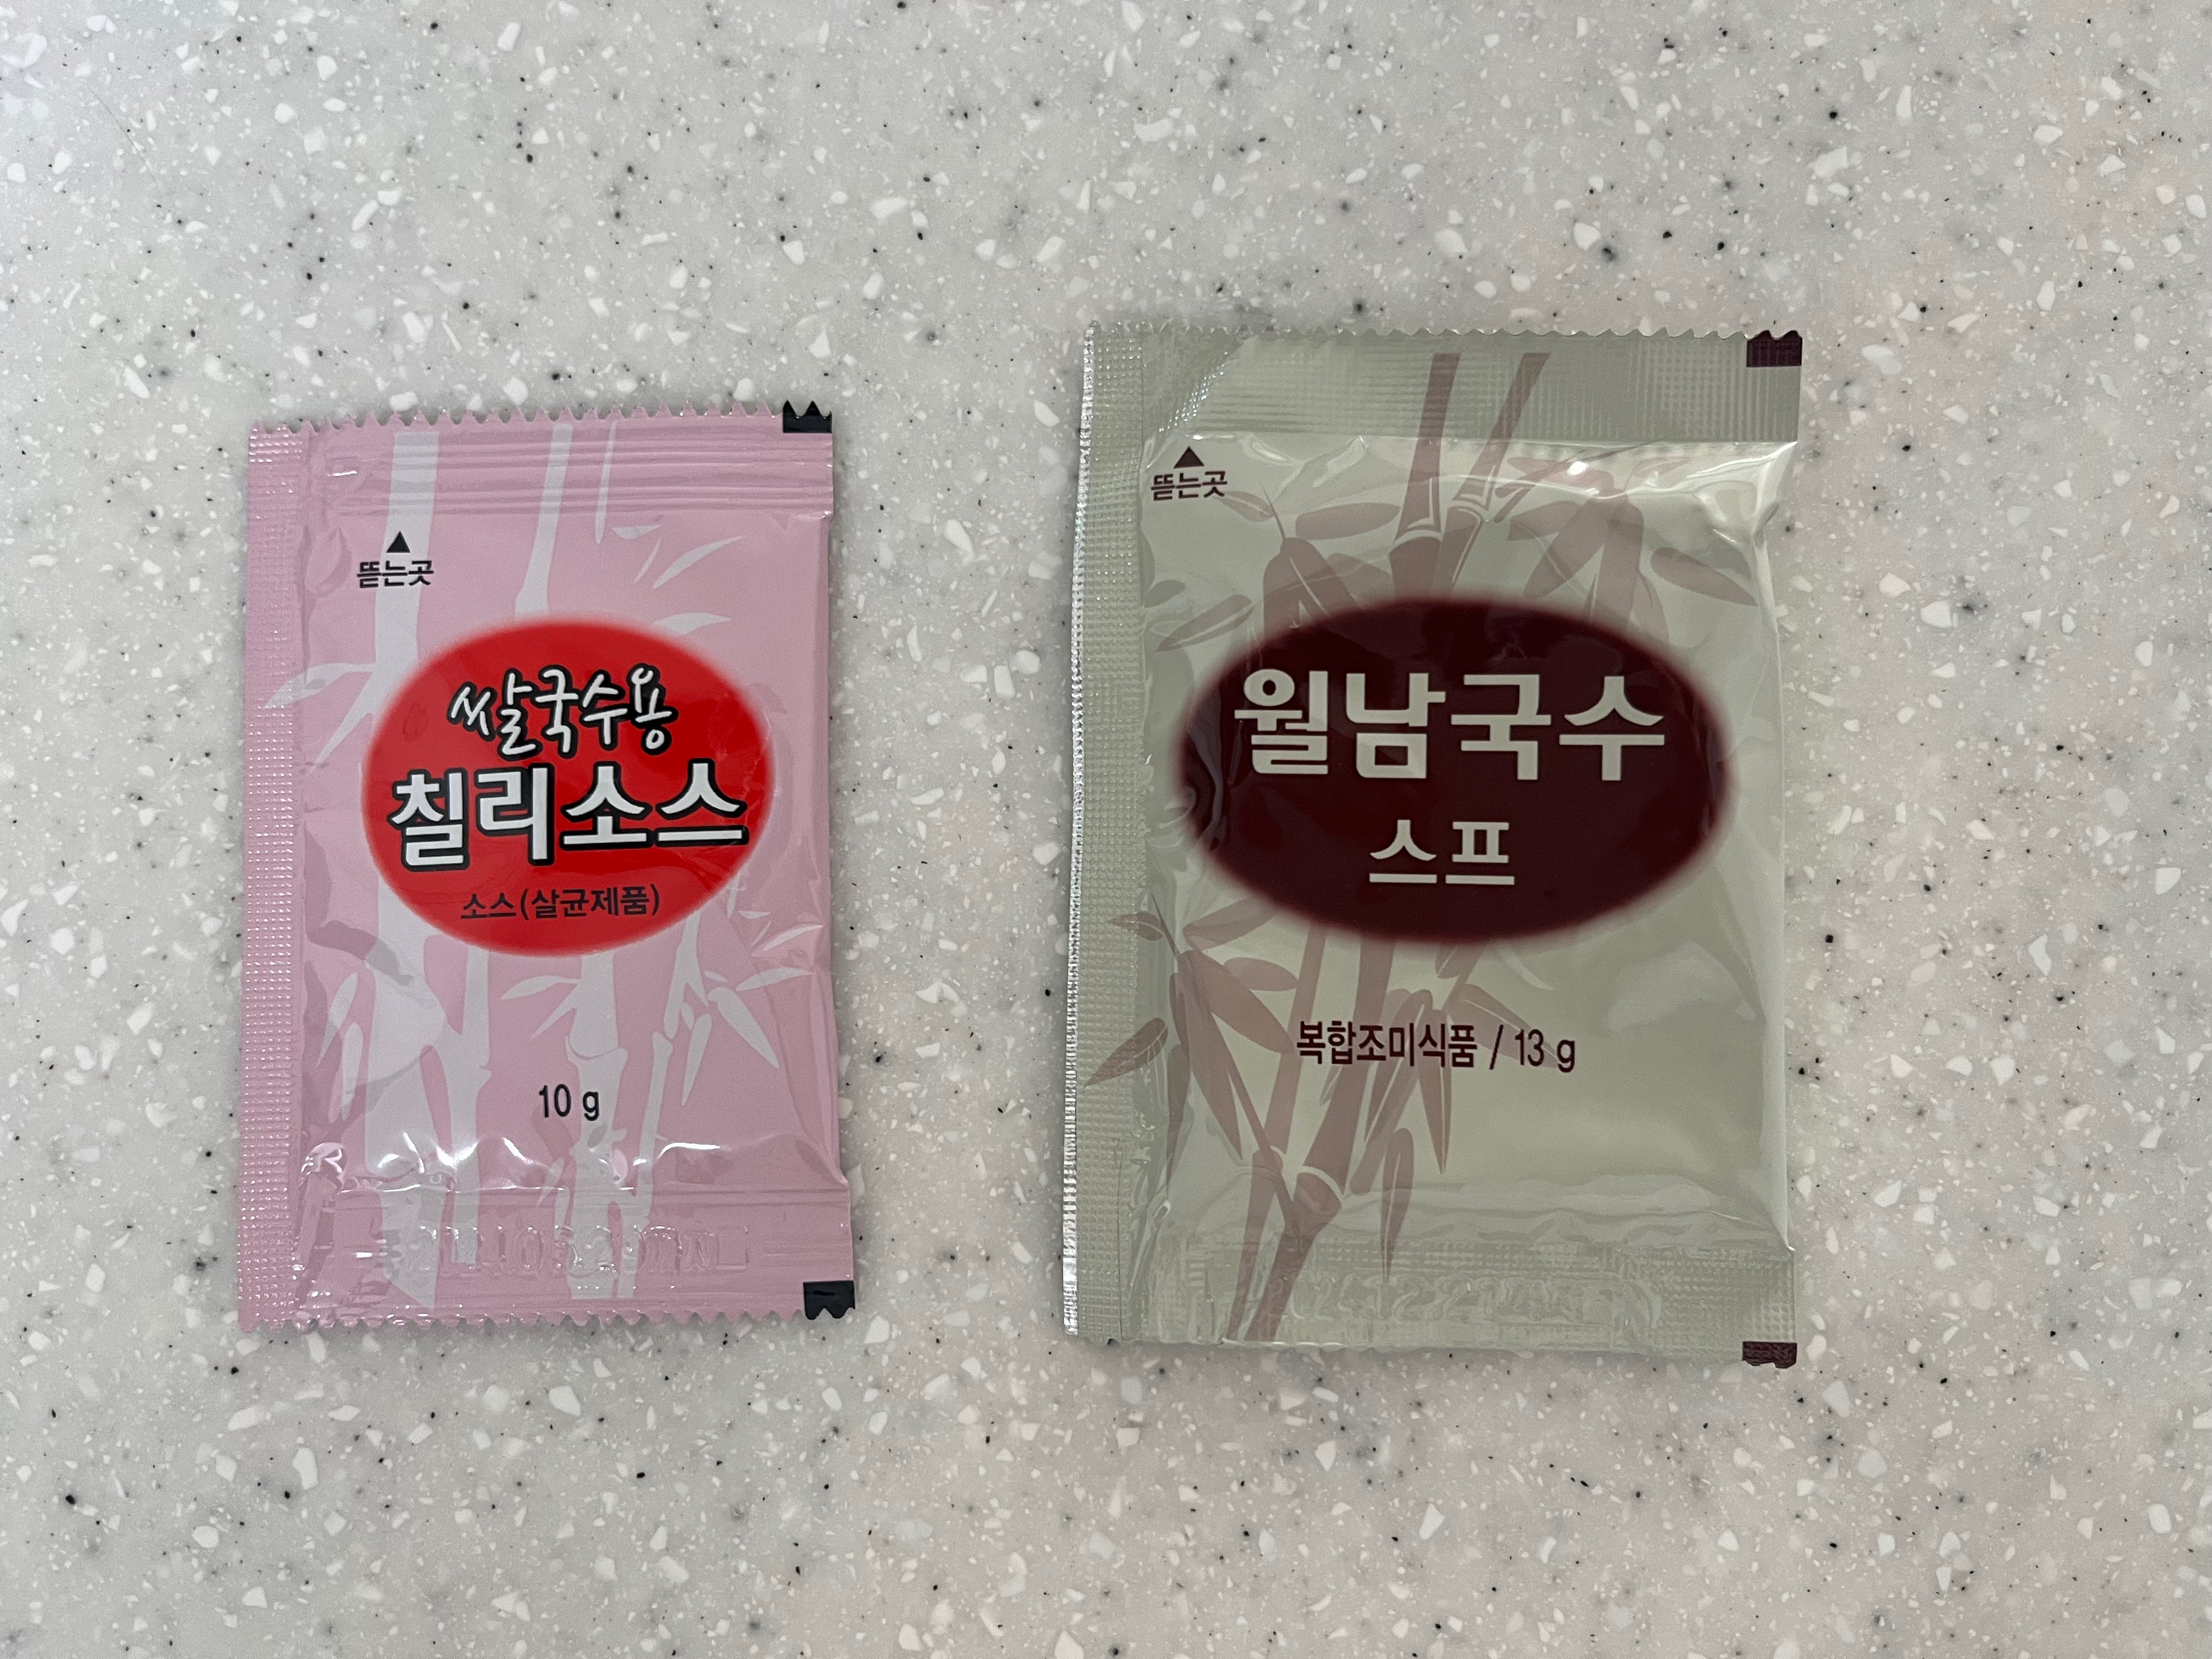 뜯는곳
쌀국수용
칠리소스
소스(살균제품)
10 g
뜯는곳
월남국수
스프
복합조미식품 / 13 g